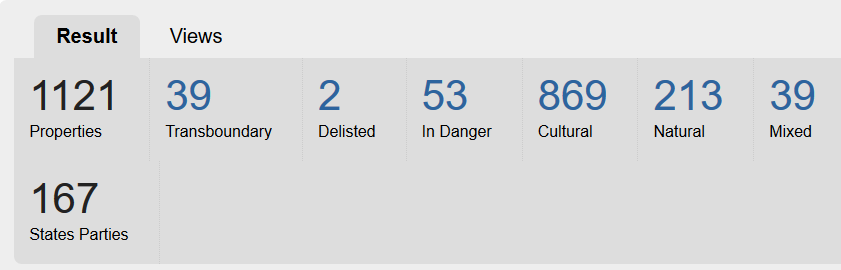 Result Views
1121 39 2 53 869 213 39
Properties Transboundary Delisted In Danger Cultural Natural Mixed
167
States Parties